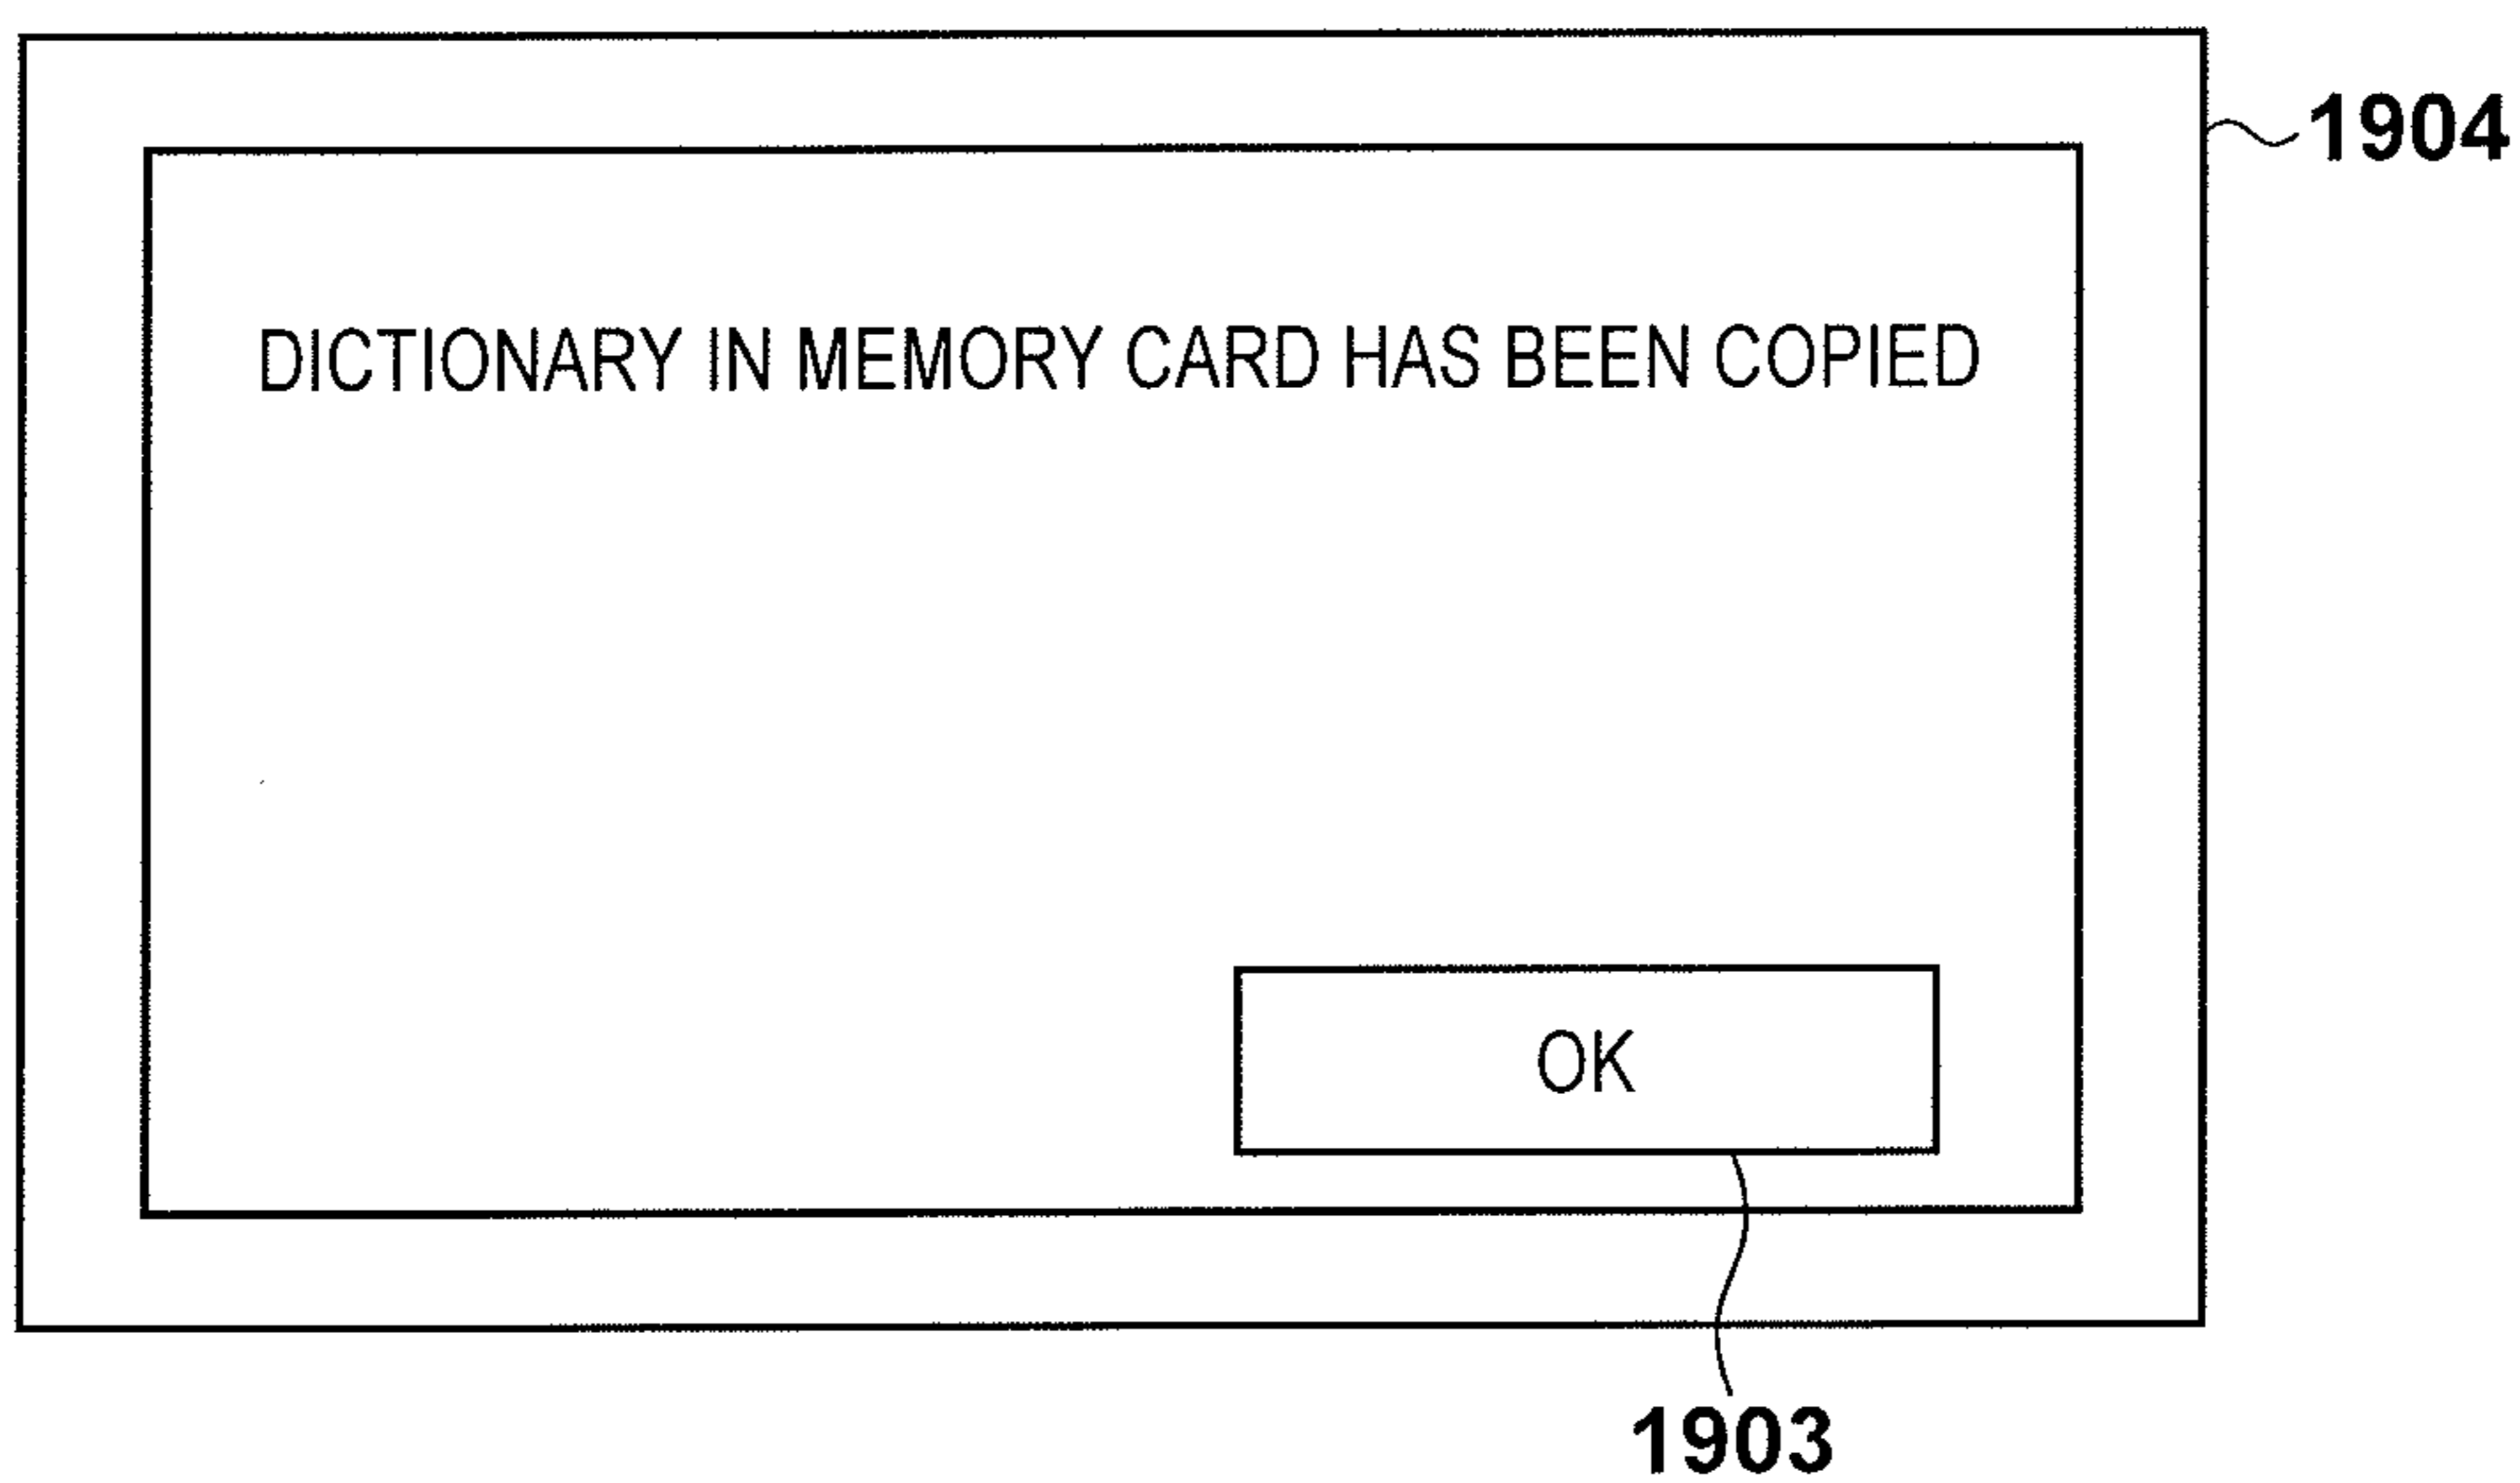 1904
DICTIONARY IN MEMORY CARD HAS BEEN COPIED
OK
1903